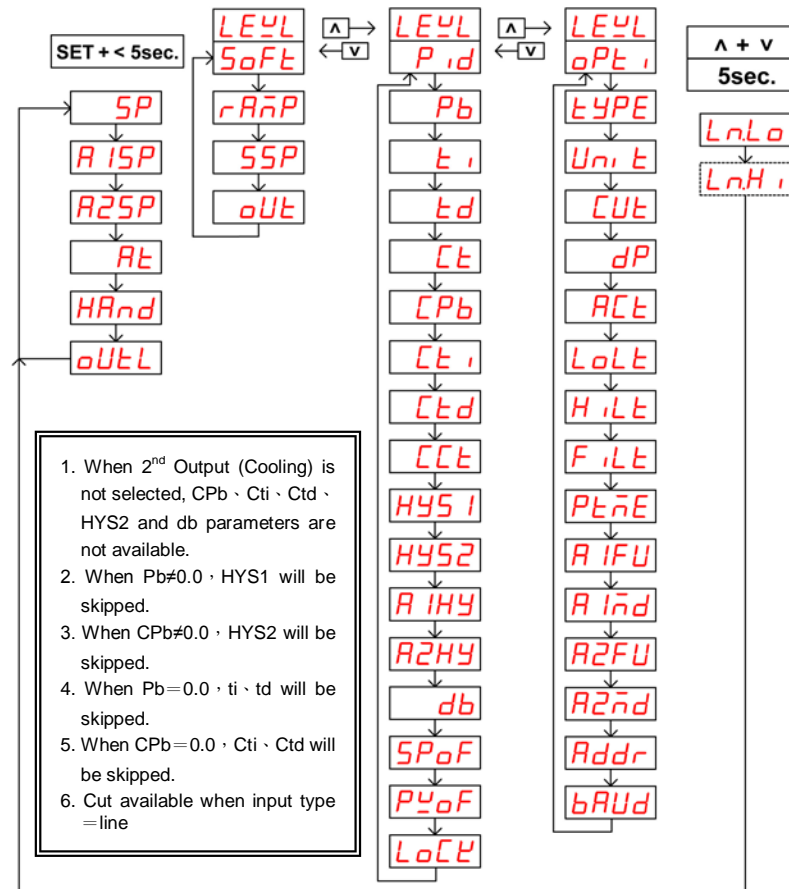 SET + < 5sec.
SP
A1SP
A2SP
At
HAnd
oUtL
LEVL
SoFt
rAmP
SSP
oUt
∧
∨
LEVL
Pid
Pb
ti
td
Ct
CPb
Cti
Ctd
CCt
HYS1
HYS2
A1HY
A2HY
db
SPoF
PVoF
LoCK
∧
∨
LEVL
oPti
tYPE
Unit
CUt
dP
ACt
LoLt
HiLt
FiLt
PtmE
A1FU
A1md
A2FU
A2md
Addr
bAUd
∧ + ∨
5sec.
Ln.Lo
Ln.Hi
1. When 2nd Output (Cooling) is
not selected, CPb、Cti、Ctd、
HYS2 and db parameters are
not available.
2. When Pb≠0.0，HYS1 will be
skipped.
3. When CPb≠0.0，HYS2 will be
skipped.
4. When Pb＝0.0，ti、td will be
skipped.
5. When CPb＝0.0，Cti、Ctd will
be skipped.
6. Cut available when input type
＝line